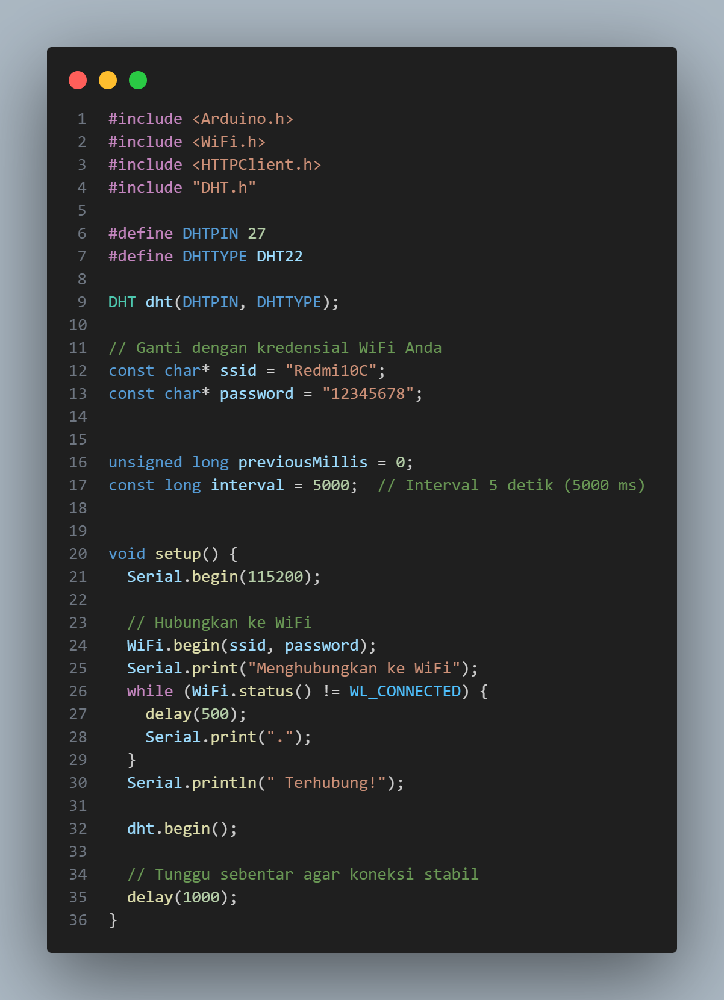 1 #include <Arduino.h>
2 #include <WiFi.h>
3 #include <HTTPClient.h>
4 #include "DHT.h"
5
6 #define DHTPIN 27
7 #define DHTTYPE DHT22
8
9 DHT dht(DHTPIN, DHTTYPE);
10
11 // Ganti dengan kredensial WiFi Anda
12 const char* ssid = "Redmi10C";
13 const char* password = "12345678";
14
15
16 unsigned long previousMillis = 0;
17 const long interval = 5000;  // Interval 5 detik (5000 ms)
18
19
20 void setup() {
21   Serial.begin(115200);
22
23   // Hubungkan ke WiFi
24   WiFi.begin(ssid, password);
25   Serial.print("Menghubungkan ke WiFi");
26   while (WiFi.status() != WL_CONNECTED) {
27     delay(500);
28     Serial.print(".");
29   }
30   Serial.println(" Terhubung!");
31
32   dht.begin();
33
34   // Tunggu sebentar agar koneksi stabil
35   delay(1000);
36 }